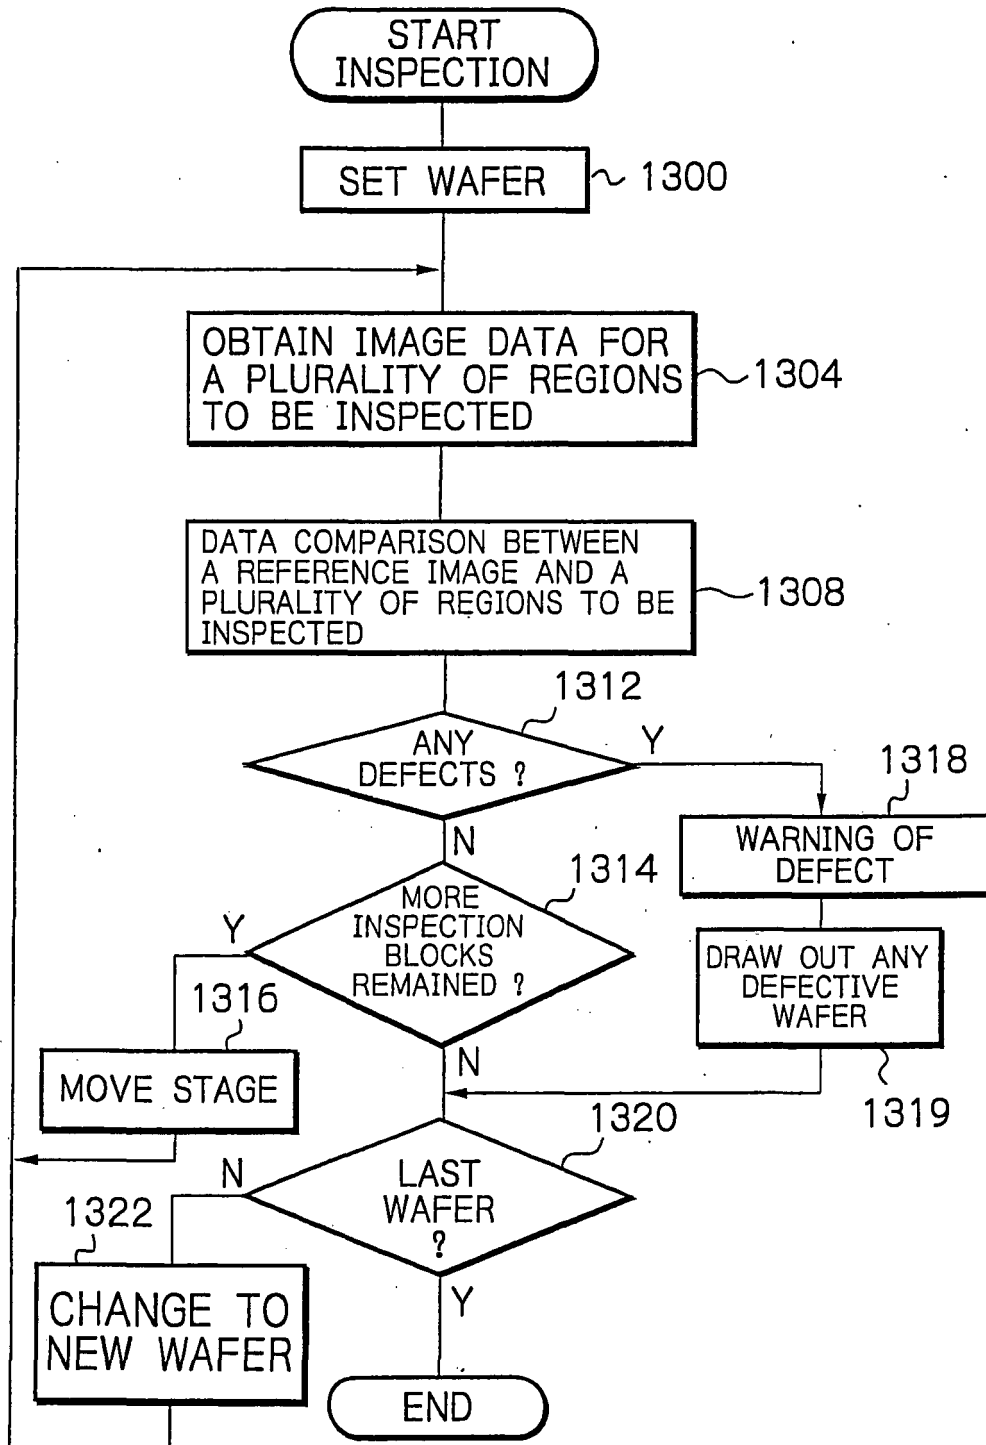 START
INSPECTION
SET WAFER
1300
OBTAIN IMAGE DATA FOR
A PLURALITY OF REGIONS
TO BE INSPECTED
1304
DATA COMPARISON BETWEEN
A REFERENCE IMAGE AND A
PLURALITY OF REGIONS TO BE
INSPECTED
1308
1312
ANY
DEFECTS ?
Y
N
1318
WARNING OF
DEFECT
1314
MORE
INSPECTION
BLOCKS
REMAINED ?
Y
N
DRAW OUT ANY
DEFECTIVE
WAFER
1319
1316
MOVE STAGE
1320
LAST
WAFER
?
N
Y
1322
CHANGE TO
NEW WAFER
END